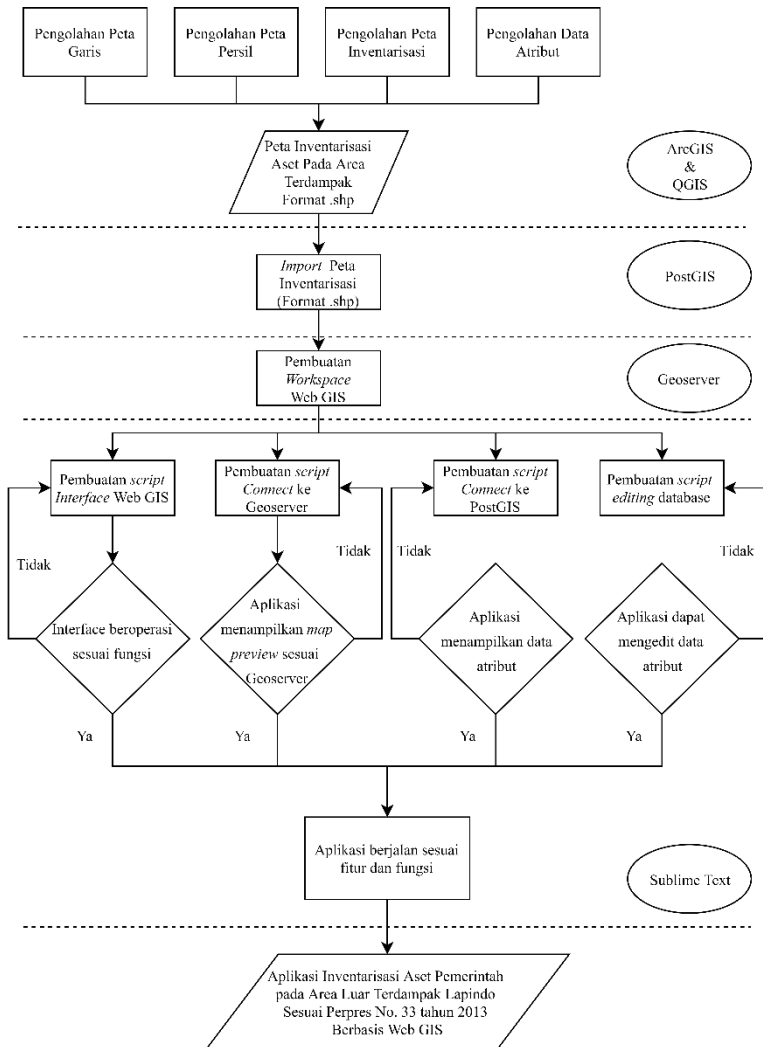 Pengolahan Peta
Garis
Pengolahan Peta
Persil
Pengolahan Peta
Inventarisasi
Pengolahan Data
Atribut
Peta Inventarisasi
Aset Pada Area
Terdampak
Format .shp
ArcGIS
&
QGIS
Import Peta
Inventarisasi
(Format .shp)
PostGIS
Pembuatan
Workspace
Web GIS
Geoserver
Pembuatan script
Interface Web GIS
Pembuatan script
Connect ke
Geoserver
Pembuatan script
Connect ke
PostGIS
Pembuatan script
editing database
Tidak
Tidak
Tidak
Tidak
Interface beroperasi
sesuai fungsi
Aplikasi
menampilkan map
preview sesuai
Geoserver
Aplikasi
menampilkan data
atribut
Aplikasi dapat
mengedit data
atribut
Ya
Ya
Ya
Ya
Aplikasi berjalan sesuai
fitur dan fungsi
Sublime Text
Aplikasi Inventarisasi Aset Pemerintah
pada Area Luar Terdampak Lapindo
Sesuai Perpres No. 33 tahun 2013
Berbasis Web GIS